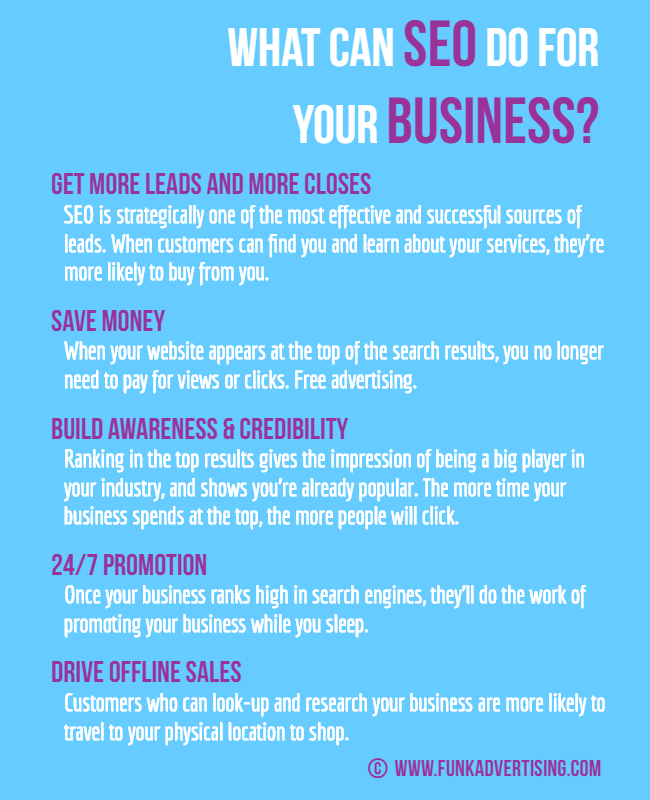 WHAT CAN SEO DO FOR
YOUR BUSINESS?
GET MORE LEADS AND MORE CLOSES
SEO is strategically one of the most effective and successful sources of
leads. When customers can find you and learn about your services, they're
more likely to buy from you.
SAVE MONEY
When your website appears at the top of the search results, you no longer
need to pay for views or clicks. Free advertising.
BUILD AWARENESS & CREDIBILITY
Ranking in the top results gives the impression of being a big player in
your industry, and shows you're already popular. The more time your
business spends at the top, the more people will click.
24/7 PROMOTION
Once your business ranks high in search engines, they'll do the work of
promoting your business while you sleep.
DRIVE OFFLINE SALES
Customers who can look-up and research your business are more likely to
travel to your physical location to shop.
© WWW.FUNKADVERTISING.COM